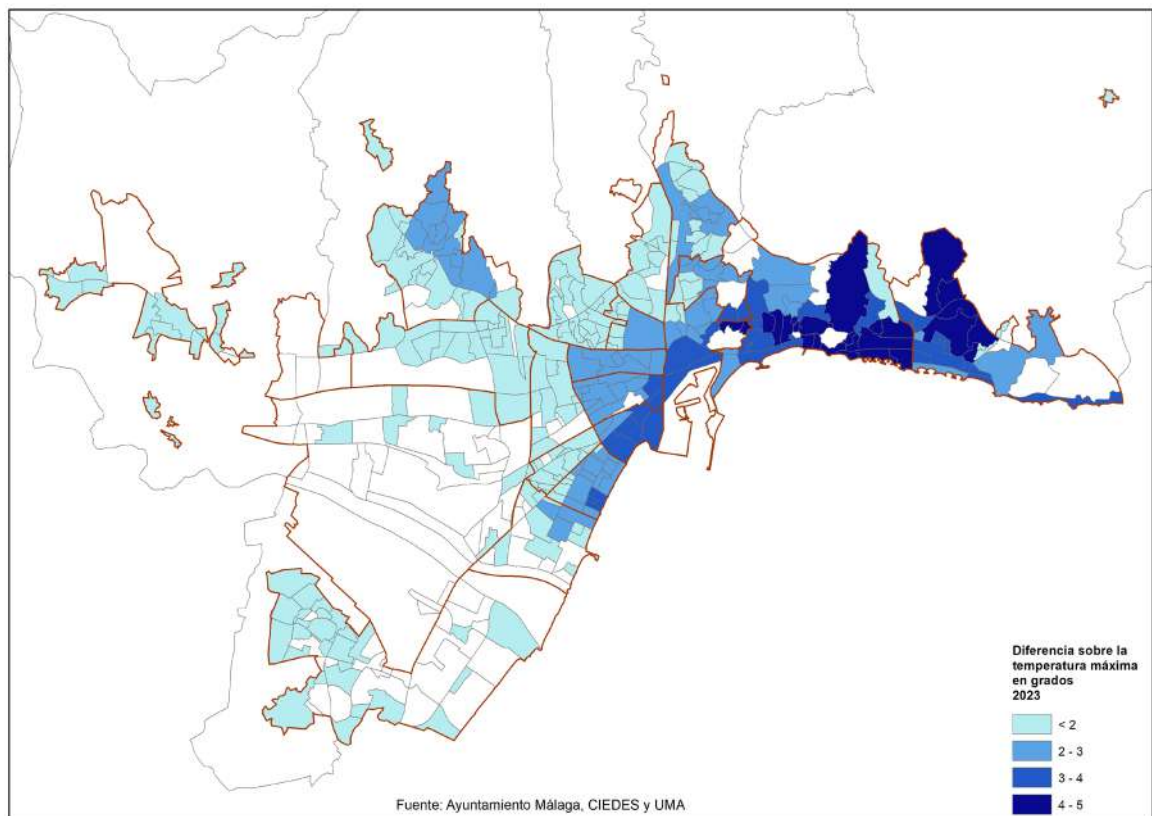 Diferencia sobre la
temperatura máxima
en grados
2023
< 2
2 - 3
3 - 4
4 - 5
Fuente: Ayuntamiento Málaga, CIEDES y UMA